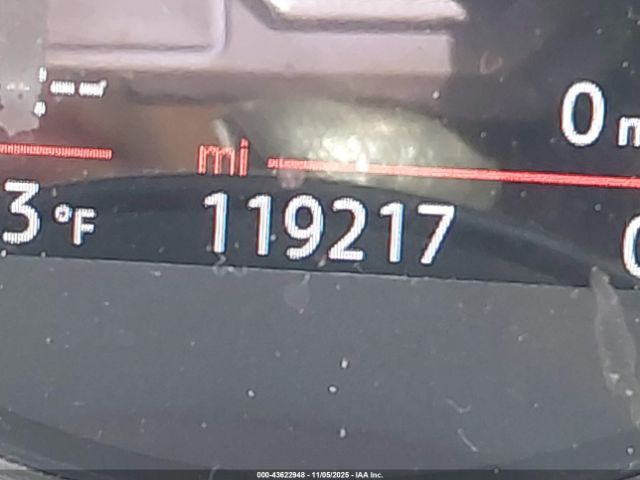 0
mi
3 °F 119217
000-43622948 - 11/05/2025 - IAA Inc.